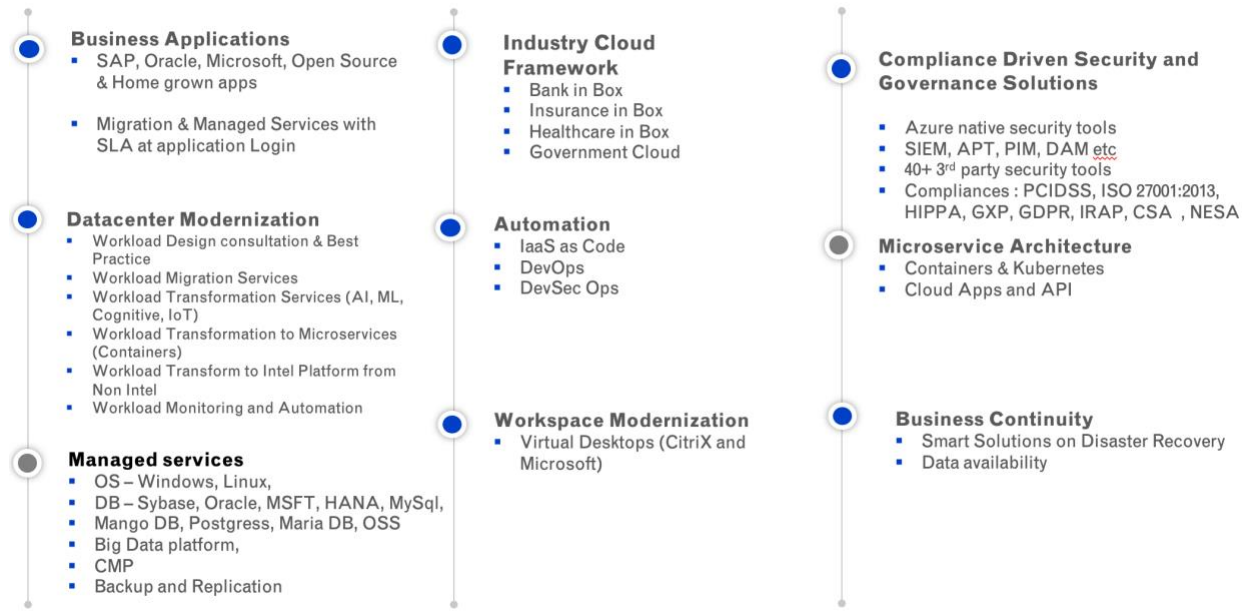 Business Applications
SAP, Oracle, Microsoft, Open Source
& Home grown apps
Migration & Managed Services with
SLA at application Login
Datacenter Modernization
Workload Design consultation & Best
Practice
Workload Migration Services
Workload Transformation Services (AI, ML,
Cognitive, IoT)
Workload Transformation to Microservices
(Containers)
Workload Transform to Intel Platform from
Non Intel
Workload Monitoring and Automation
Managed services
OS – Windows, Linux,
DB – Sybase, Oracle, MSFT, HANA, MySql,
Mango DB, Postgress, Maria DB, OSS
Big Data platform,
CMP
Backup and Replication
Industry Cloud
Framework
Bank in Box
Insurance in Box
Healthcare in Box
Government Cloud
Automation
IaaS as Code
DevOps
DevSec Ops
Workspace Modernization
Virtual Desktops (CitriX and
Microsoft)
Compliance Driven Security and
Governance Solutions
Azure native security tools
SIEM, APT, PIM, DAM etc
40+ 3rd party security tools
Compliances : PCIDSS, ISO 27001:2013,
HIPPA, GXP, GDPR, IRAP, CSA , NESA
Microservice Architecture
Containers & Kubernetes
Cloud Apps and API
Business Continuity
Smart Solutions on Disaster Recovery
Data availability